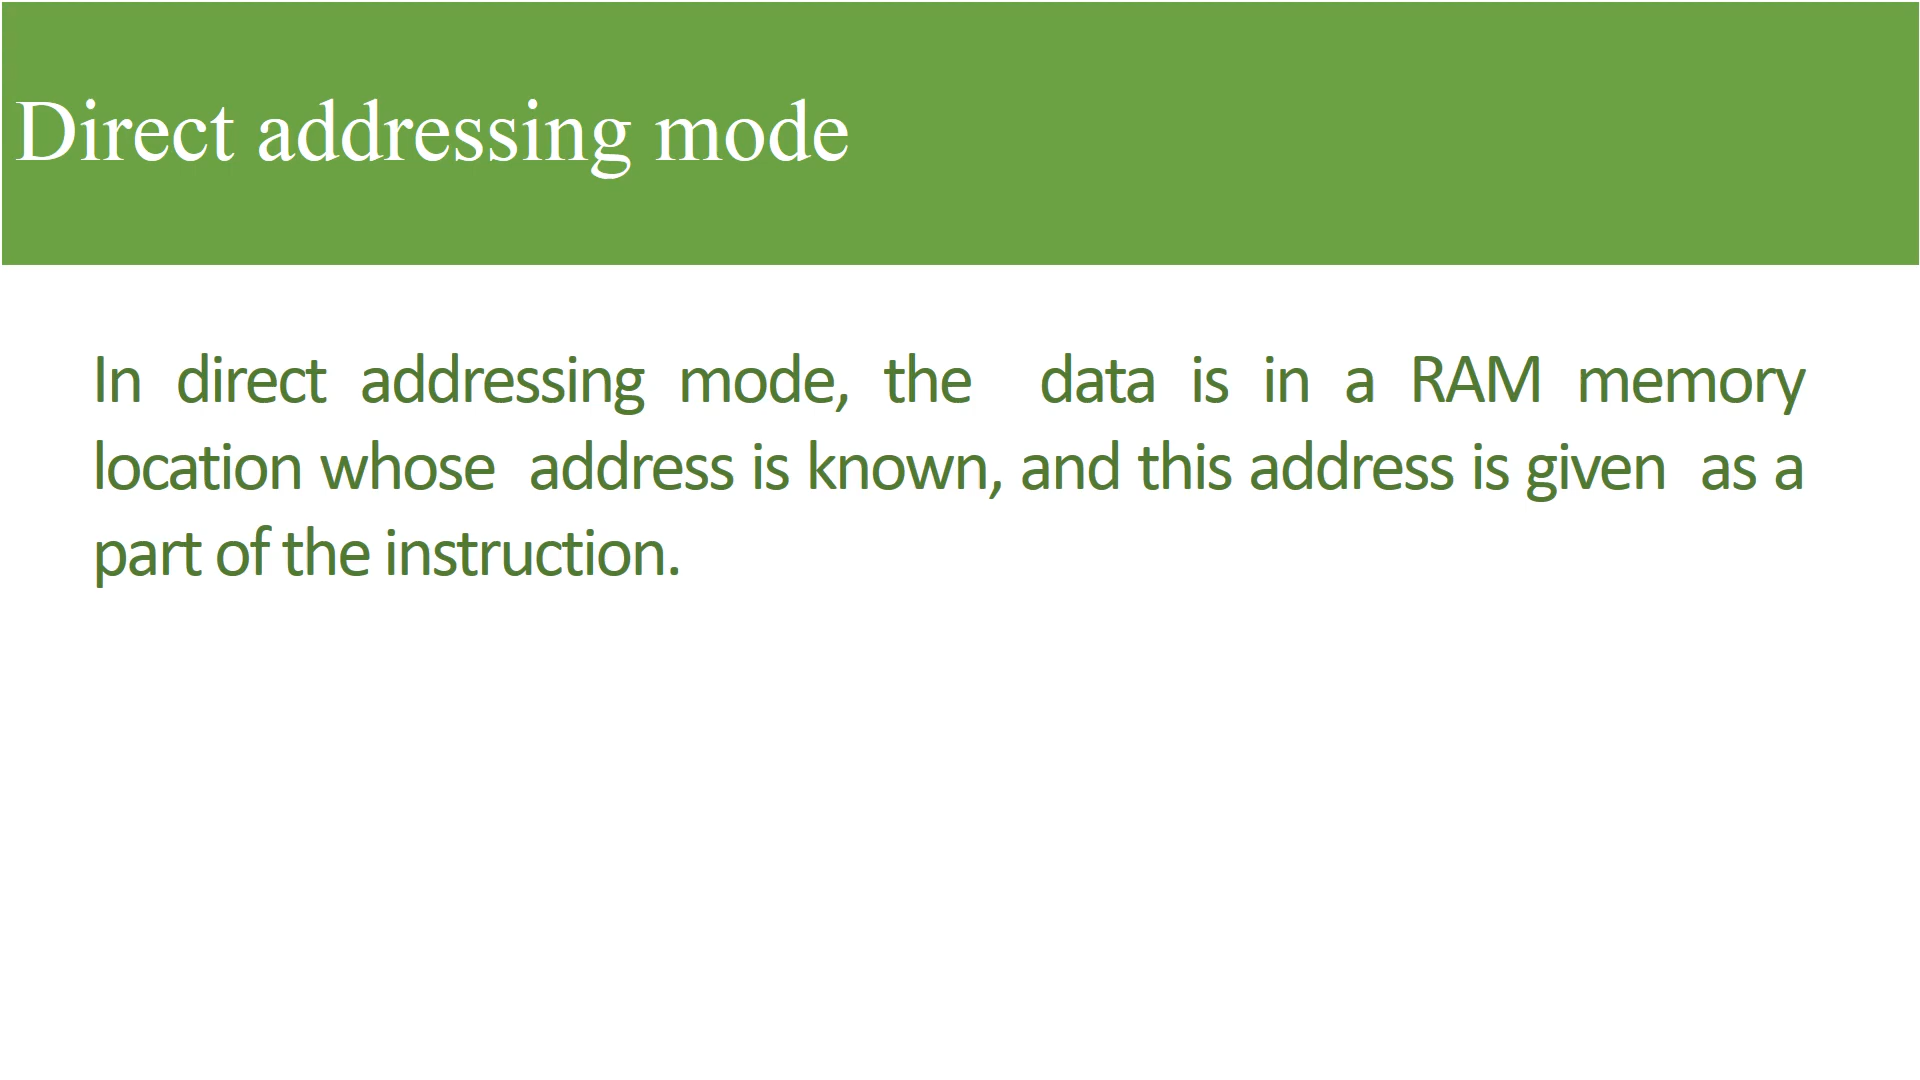 Direct addressing mode
In direct addressing mode, the data is in a RAM memory
location whose address is known, and this address is given as a
part of the instruction.